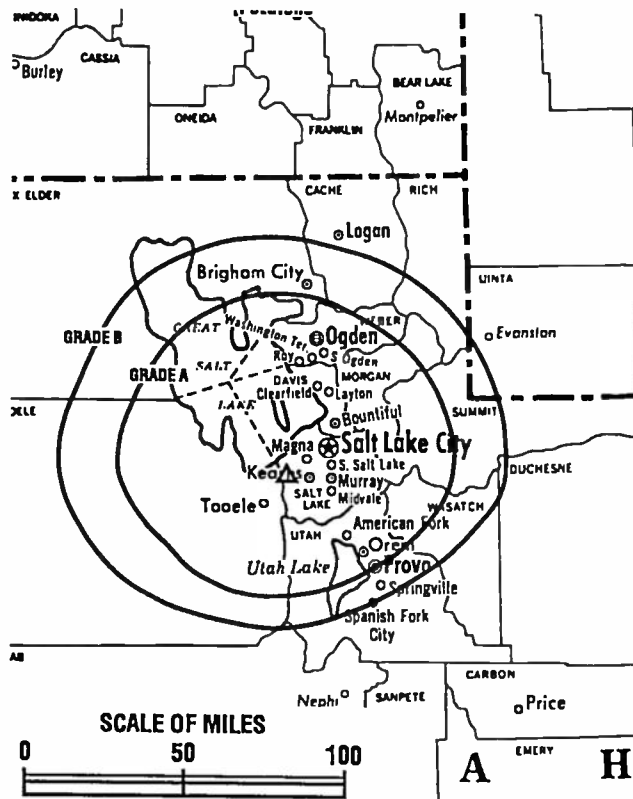 CASSIA
Burley
BEAR LAKE
Montpelier
ONEIDA
FRANKLIN
CACHE
RICH
X ELDER
Logan
Brigham City
UINTA
GRADE B
GREAT
Washington Ter.
WEBER
Ogden
Evanston
Roy
S Ogden
SALT
GRADE A
DAVIS
MORGAN
Clearfield
Layton
LAKE
SUMMIT
Bountiful
Salt Lake City
Magna
S. Salt Lake
DUCHESNE
Kearns
Murray
SALT
LAKE
Midvale
Tooele
WASATCH
American Fork
UTAH
Orem
Utah Lake
Provo
Springville
Spanish Fork
City
AB
CARBON
Nephi
SANPETE
Price
SCALE OF MILES
0 50 100
EMERY
A H